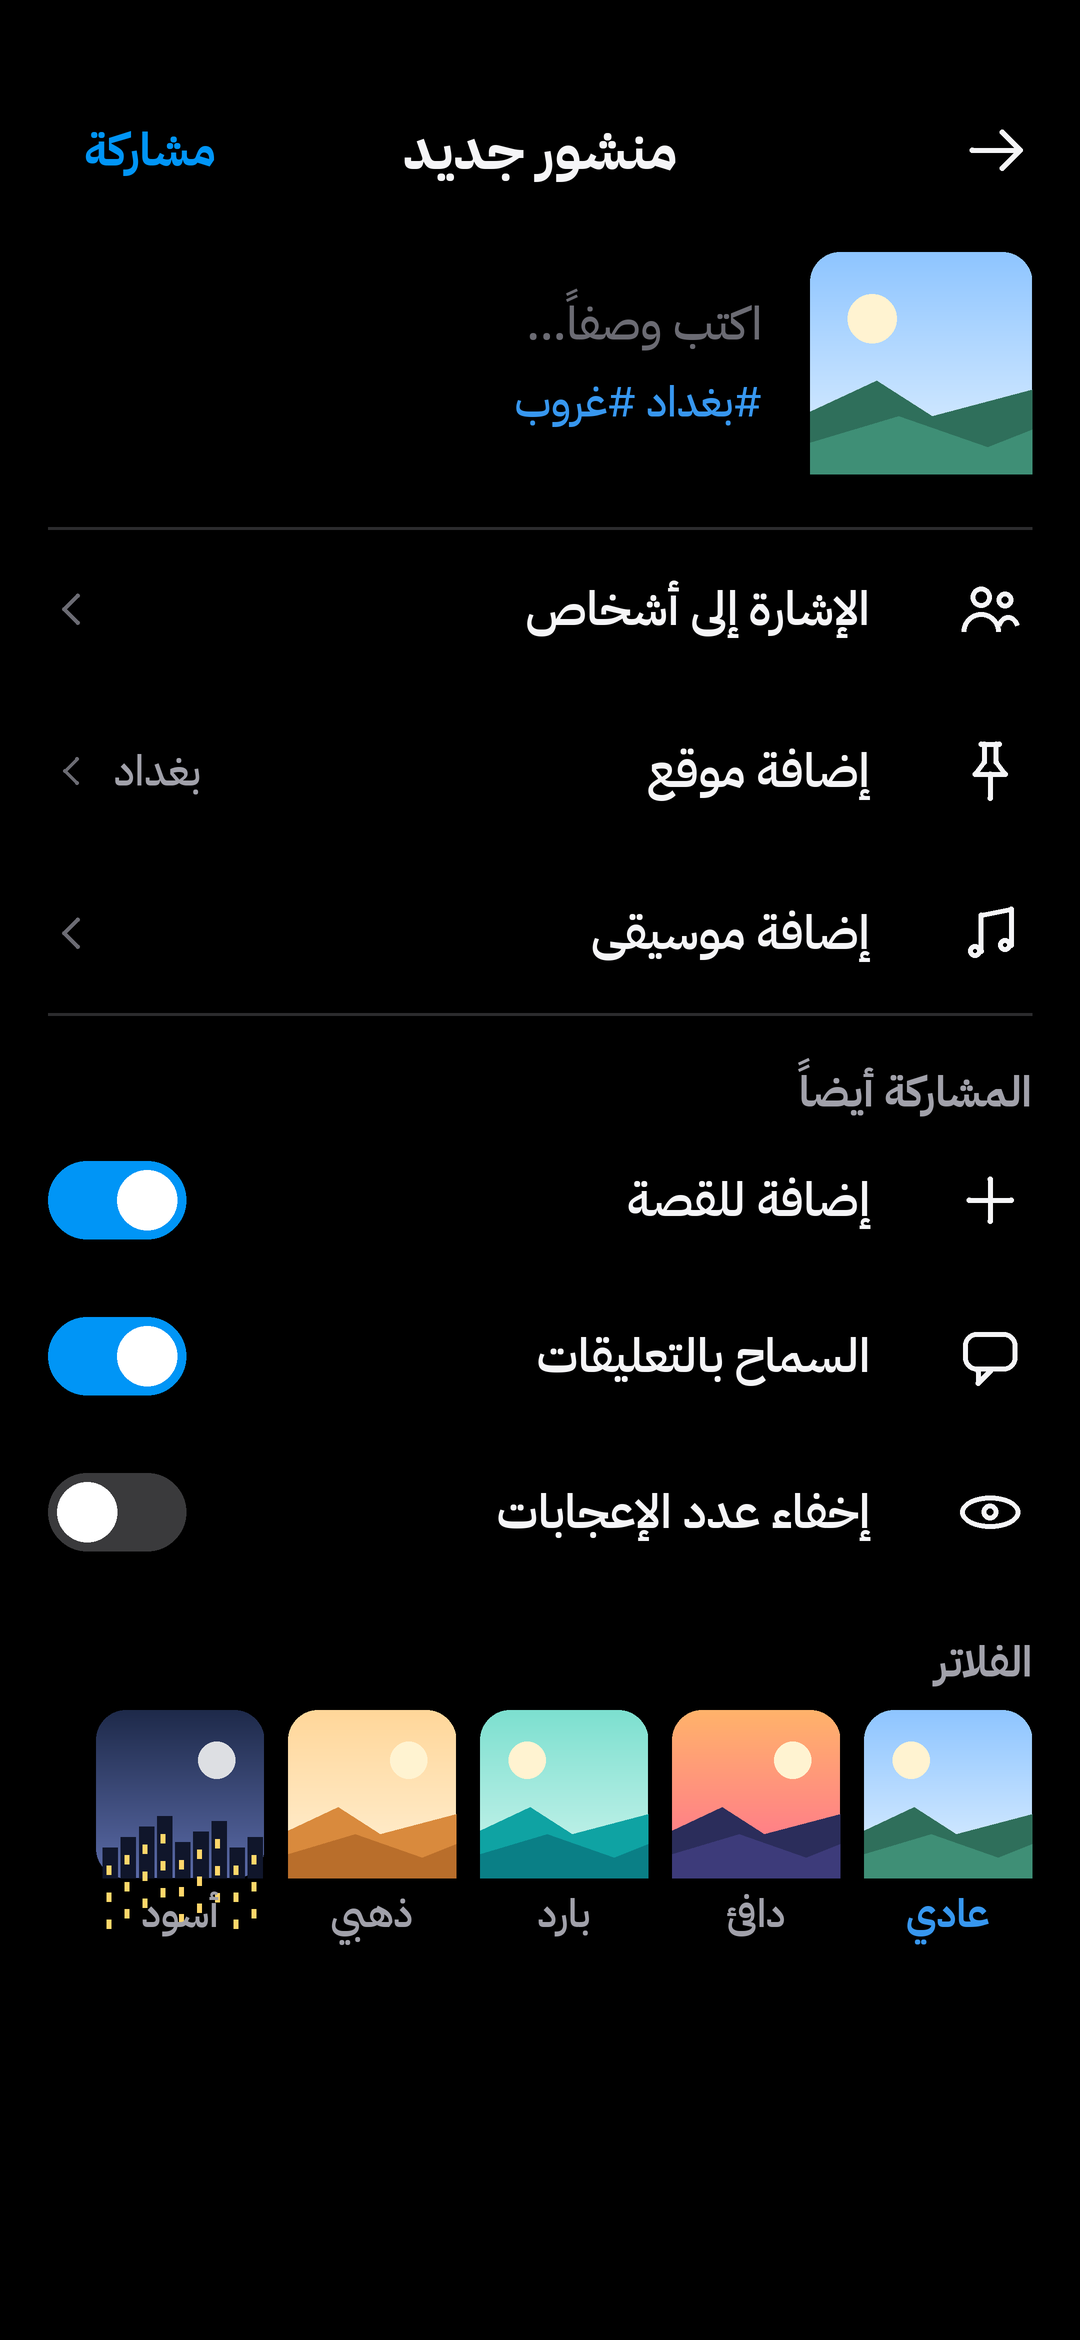 منشور جديد
مشاركة
اكتب وصفاً...
#بغداد #غروب
الإشارة إلى أشخاص
إضافة موقع
بغداد
إضافة موسيقى
المشاركة أيضاً
إضافة للقصة
السماح بالتعليقات
إخفاء عدد الإعجابات
الفلاتر
عادي
دافئ
بارد
ذهبي
أسود